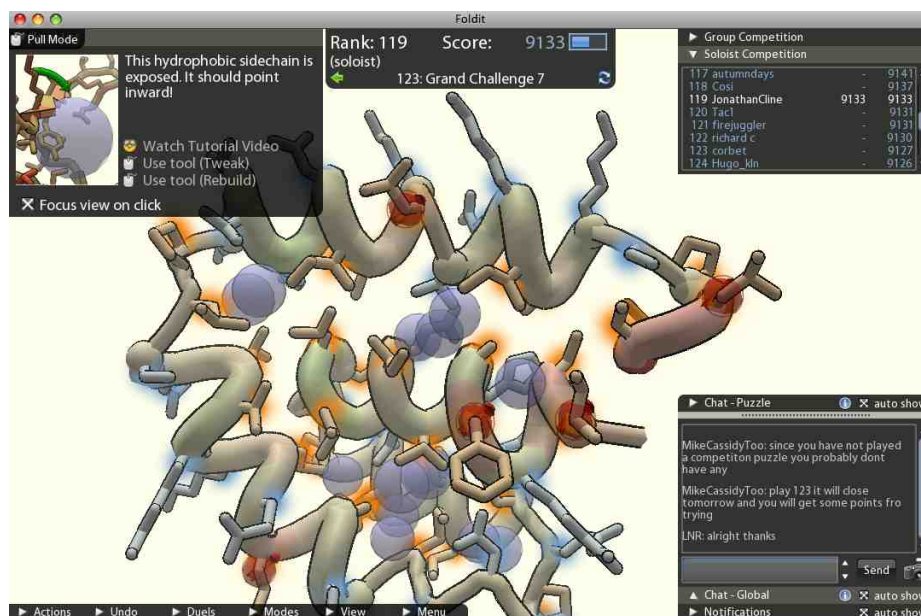 Foldit
Pull Mode
This hydrophobic sidechain is
exposed. It should point
inward!
Watch Tutorial Video
Use tool (Tweak)
Use tool (Rebuild)
Focus view on click
Rank: 119 Score: 9133
(soloist)
123: Grand Challenge 7
Group Competition
Soloist Competition
117 autumndays - 9141
118 Cosi - 9137
119 JonathanCline 9133 9133
120 Tac1 - 9131
121 firejuggler - 9131
122 richard c - 9130
123 corbet - 9127
124 Hugo_kln - 9126
Chat - Puzzle auto show
MikeCassidyToo: since you have not played
a competiton puzzle you probably dont
have any
MikeCassidyToo: play 123 it will close
tomorrow and you will get some points fro
trying
LNR: alright thanks
Send
Chat - Global auto show
Notifications auto show
Actions Undo Duels Modes View Menu